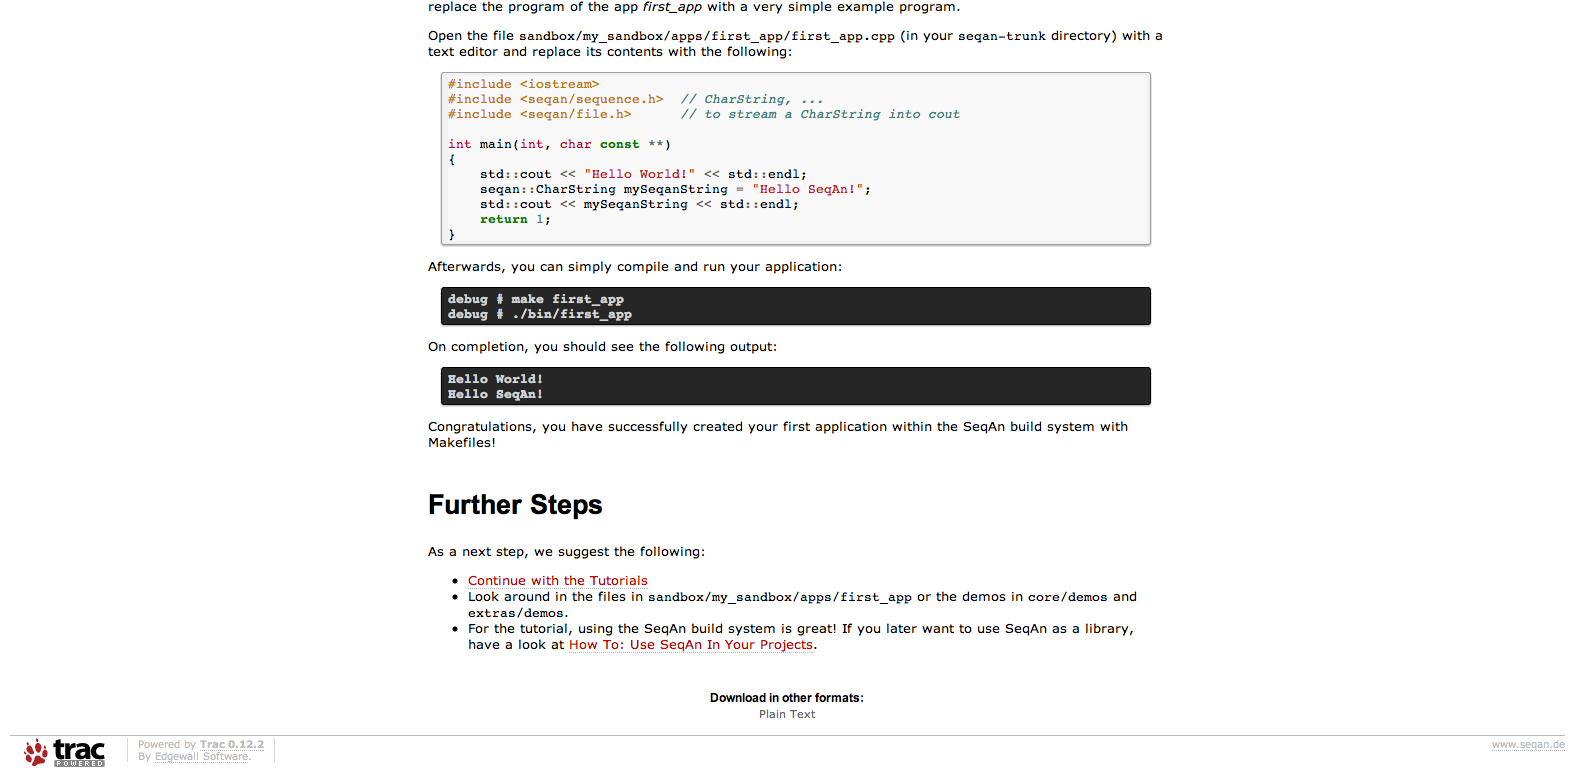 replace the program of the app first_app with a very simple example program.
Open the file sandbox/my_sandbox/apps/first_app/first_app.cpp (in your seqan-trunk directory) with a
text editor and replace its contents with the following:
#include <iostream>
#include <seqan/sequence.h>  // CharString, ...
#include <seqan/file.h>      // to stream a CharString into cout
int main(int, char const **)
{
    std::cout << "Hello World!" << std::endl;
    seqan::CharString mySeqanString = "Hello SeqAn!";
    std::cout << mySeqanString << std::endl;
    return 1;
}
Afterwards, you can simply compile and run your application:
debug # make first_app
debug # ./bin/first_app
On completion, you should see the following output:
Hello World!
Hello SeqAn!
Congratulations, you have successfully created your first application within the SeqAn build system with
Makefiles!
Further Steps
As a next step, we suggest the following:
• Continue with the Tutorials
• Look around in the files in sandbox/my_sandbox/apps/first_app or the demos in core/demos and
extras/demos.
• For the tutorial, using the SeqAn build system is great! If you later want to use SeqAn as a library,
have a look at How To: Use SeqAn In Your Projects.
Download in other formats:
Plain Text
trac
POWERED
Powered by Trac 0.12.2
By Edgewall Software.
www.seqan.de